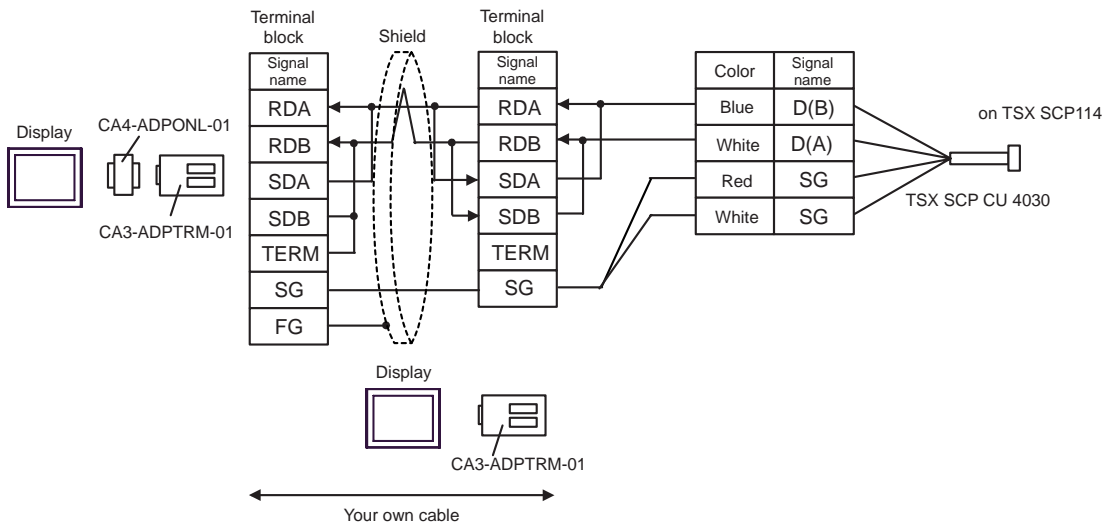 Terminal
block
Shield
Terminal
block
Signal
name
RDA
RDB
SDA
SDB
TERM
SG
FG
Signal
name
RDA
RDB
SDA
SDB
TERM
SG
Color Signal
name
Blue D(B)
White D(A)
Red SG
White SG
on TSX SCP114
TSX SCP CU 4030
Display
CA4-ADPONL-01
CA3-ADPTRM-01
Display
CA3-ADPTRM-01
Your own cable